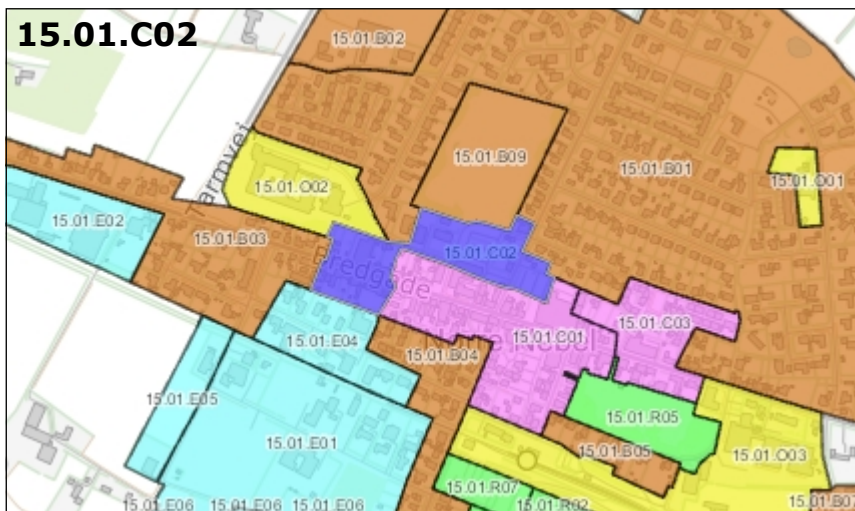 15.01.C02
15.01.B02
Tarmvej
15.01.B09
15.01.B01
15.01.O01
15.01.O02
15.01.E02
15.01.B03
15.01.C02
Bredgade
15.01.C03
15.01.C01
Nørre Nebel
15.01.E04
15.01.B04
15.01.E05
15.01.R05
15.01.E01
15.01.B05
15.01.O03
15.01.R07
15.01.E06
15.01.E06
15.01.E06
15.01.R02
15.01.B07